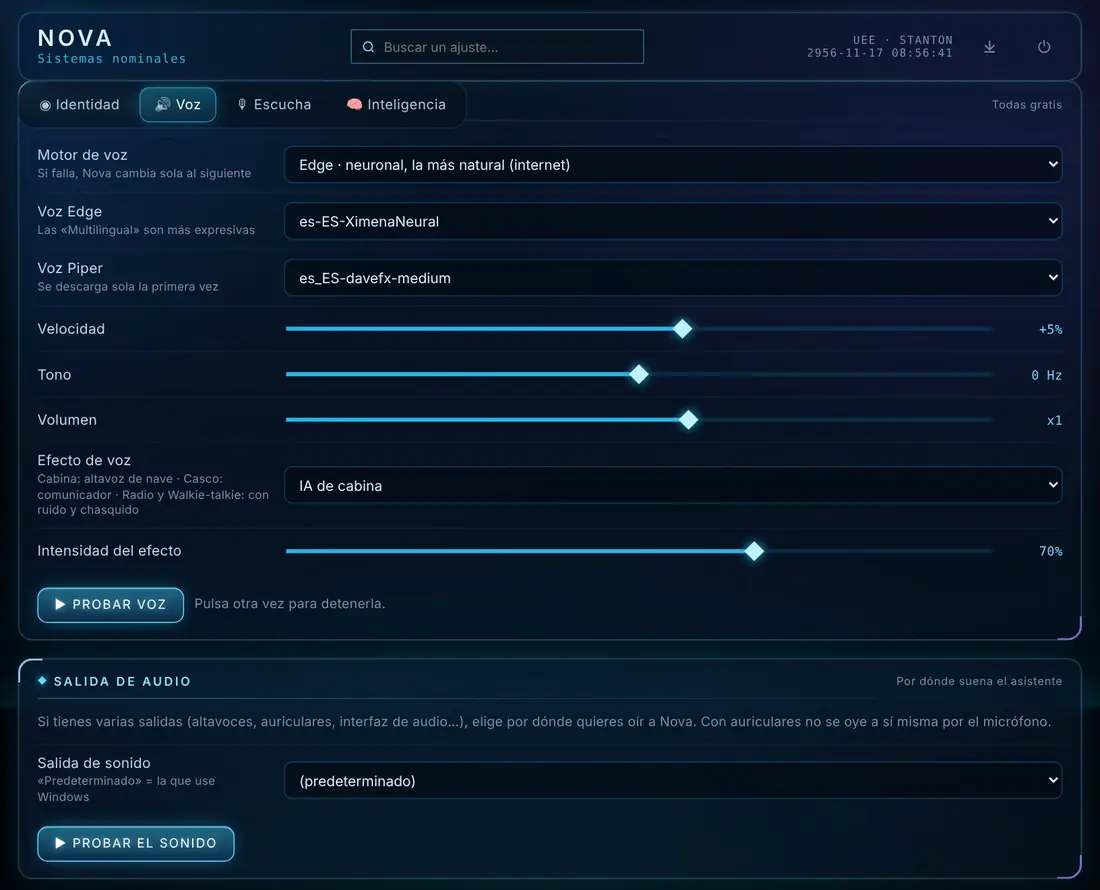 NOVA
Sistemas nominales
Buscar un ajuste...
UEE · STANTON
2956-11-17 08:56:41
Identidad
Voz
Escucha
Inteligencia
Todas gratis
Motor de voz
Si falla, Nova cambia sola al siguiente
Edge · neuronal, la más natural (internet)
Voz Edge
Las «Multilingual» son más expresivas
es-ES-XimenaNeural
Voz Piper
Se descarga sola la primera vez
es_ES-davefx-medium
Velocidad
+5%
Tono
0 Hz
Volumen
x1
Efecto de voz
Cabina: altavoz de nave · Casco:
comunicador · Radio y Walkie-talkie: con
ruido y chasquido
IA de cabina
Intensidad del efecto
70%
PROBAR VOZ
Pulsa otra vez para detenerla.
SALIDA DE AUDIO
Por dónde suena el asistente
Si tienes varias salidas (altavoces, auriculares, interfaz de audio...), elige por dónde quieres oír a Nova. Con auriculares no se oye a sí misma por el micrófono.
Salida de sonido
«Predeterminado» = la que use
Windows
(predeterminado)
PROBAR EL SONIDO